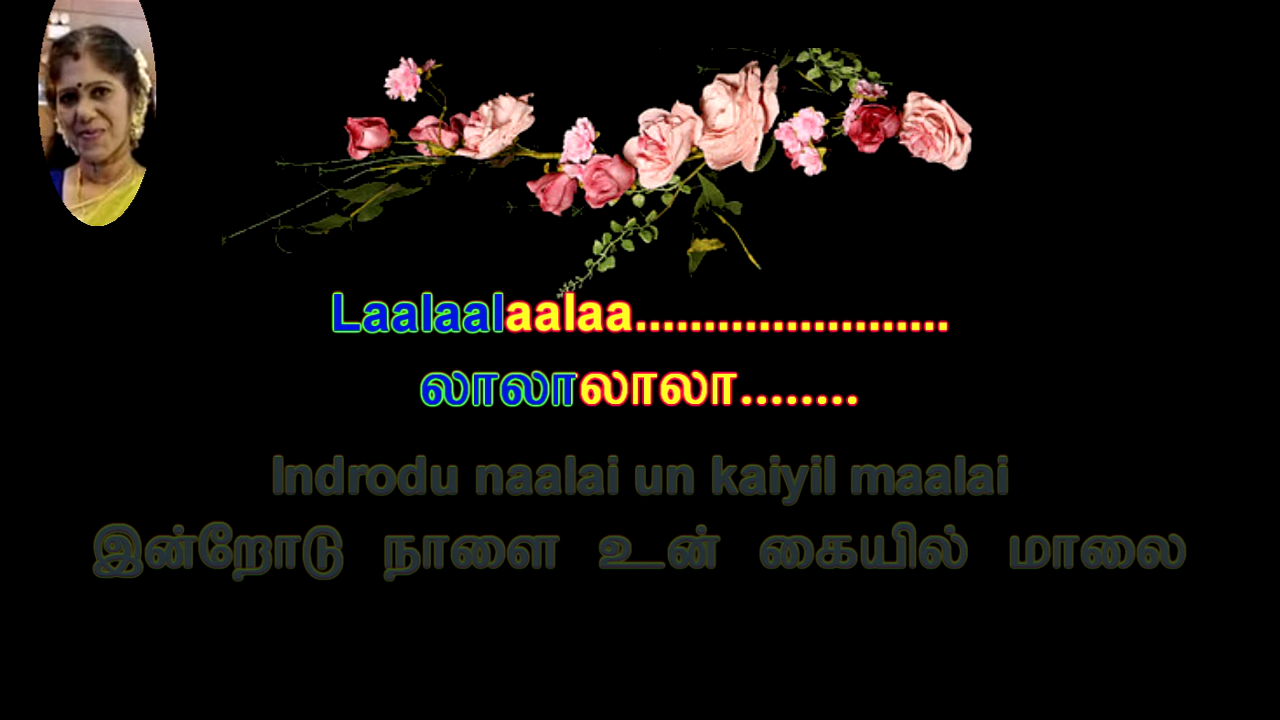 Laalaalaalaa.......................
லாலாலாலா........
Indrodu naalai un kaiyil maalai
இன்றோடு நாளை உன் கையில் மாலை